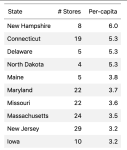 State # Stores Per-capita
New Hampshire 8 6.0
Connecticut 19 5.3
Delaware 5 5.3
North Dakota 4 5.3
Maine 5 3.8
Maryland 22 3.7
Missouri 22 3.6
Massachusetts 24 3.5
New Jersey 29 3.2
Iowa 10 3.2